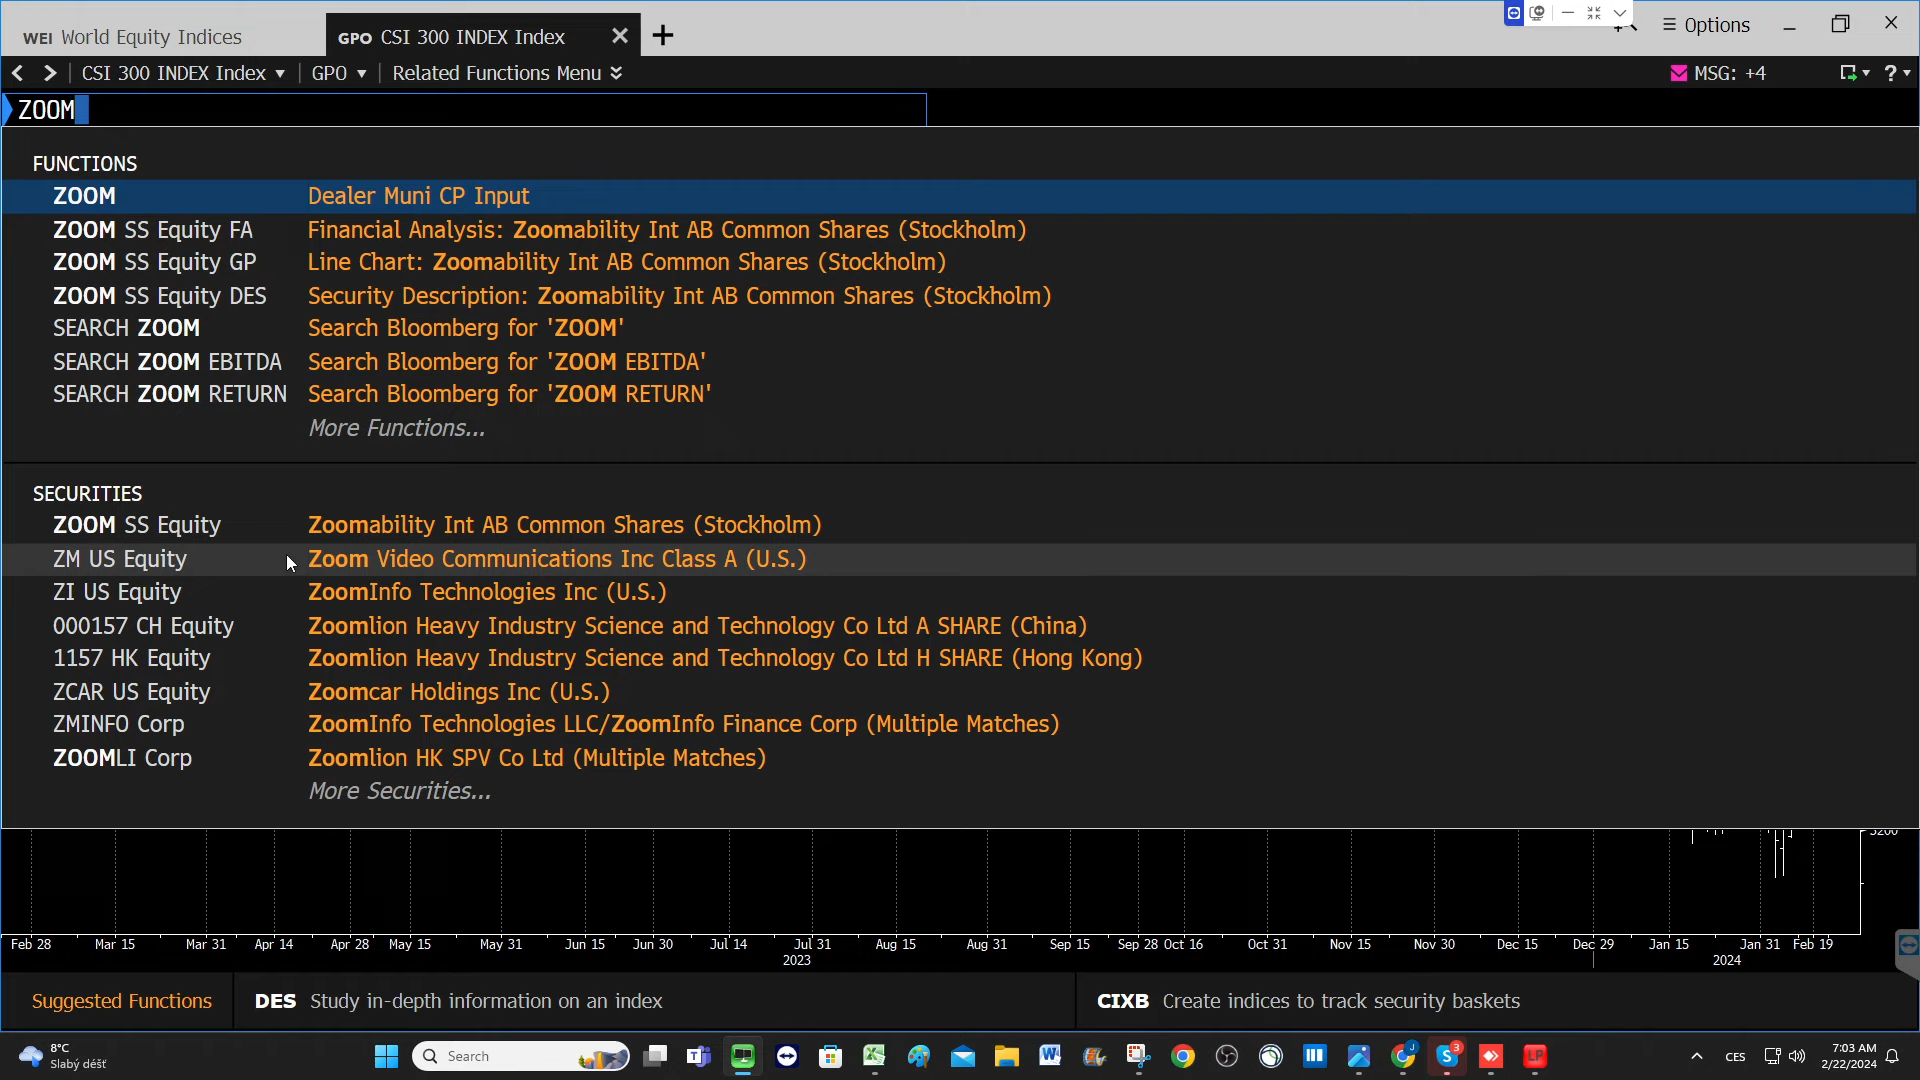 WEI World Equity Indices
GPO CSI 300 INDEX Index
Options
CSI 300 INDEX Index
GPO
Related Functions Menu
MSG: +4
?
ZOOM
FUNCTIONS
ZOOM Dealer Muni CP Input
ZOOM SS Equity FA Financial Analysis: Zoomability Int AB Common Shares (Stockholm)
ZOOM SS Equity GP Line Chart: Zoomability Int AB Common Shares (Stockholm)
ZOOM SS Equity DES Security Description: Zoomability Int AB Common Shares (Stockholm)
SEARCH ZOOM Search Bloomberg for 'ZOOM'
SEARCH ZOOM EBITDA Search Bloomberg for 'ZOOM EBITDA'
SEARCH ZOOM RETURN Search Bloomberg for 'ZOOM RETURN'
More Functions...
SECURITIES
ZOOM SS Equity Zoomability Int AB Common Shares (Stockholm)
ZM US Equity Zoom Video Communications Inc Class A (U.S.)
ZI US Equity ZoomInfo Technologies Inc (U.S.)
000157 CH Equity Zoomlion Heavy Industry Science and Technology Co Ltd A SHARE (China)
1157 HK Equity Zoomlion Heavy Industry Science and Technology Co Ltd H SHARE (Hong Kong)
ZCAR US Equity Zoomcar Holdings Inc (U.S.)
ZMINFO Corp ZoomInfo Technologies LLC/ZoomInfo Finance Corp (Multiple Matches)
ZOOMLI Corp Zoomlion HK SPV Co Ltd (Multiple Matches)
More Securities...
Feb 28 Mar 15 Mar 31 Apr 14 Apr 28 May 15 May 31 Jun 15 Jun 30 Jul 14 Jul 31 Aug 15 Aug 31 Sep 15 Sep 28 Oct 16 Oct 31 Nov 15 Nov 30 Dec 15 Dec 29 Jan 15 Jan 31 Feb 19
2023 2024
Suggested Functions DES Study in-depth information on an index CIXB Create indices to track security baskets
8°C
Slabý déšť
Search
J
3
LP
CES
7:03 AM
2/22/2024